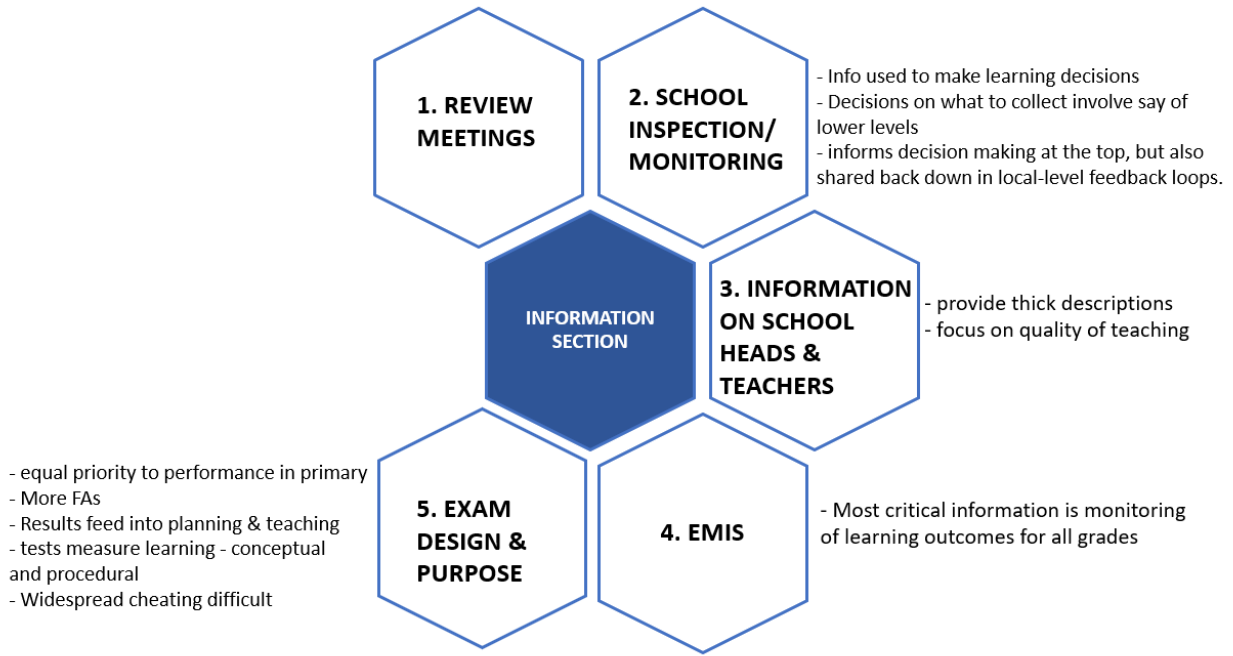 1. REVIEW
MEETINGS
2. SCHOOL
INSPECTION/
MONITORING
- Info used to make learning decisions
- Decisions on what to collect involve say of
lower levels
- informs decision making at the top, but also
shared back down in local-level feedback loops.
INFORMATION
SECTION
3. INFORMATION
ON SCHOOL
HEADS &
TEACHERS
- provide thick descriptions
- focus on quality of teaching
4. EMIS
- Most critical information is monitoring
of learning outcomes for all grades
5. EXAM
DESIGN &
PURPOSE
- equal priority to performance in primary
- More FAs
- Results feed into planning & teaching
- tests measure learning - conceptual
and procedural
- Widespread cheating difficult